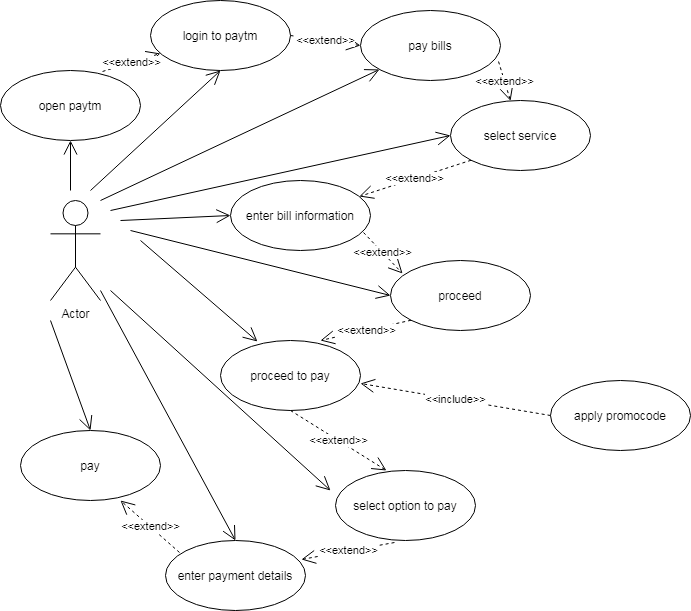 login to paytm
<<extend>>
pay bills
<<extend>>
open paytm
<<extend>>
select service
<<extend>>
enter bill information
<<extend>>
proceed
Actor
<<extend>>
proceed to pay
<<include>>
apply promocode
<<extend>>
pay
select option to pay
<<extend>>
<<extend>>
enter payment details